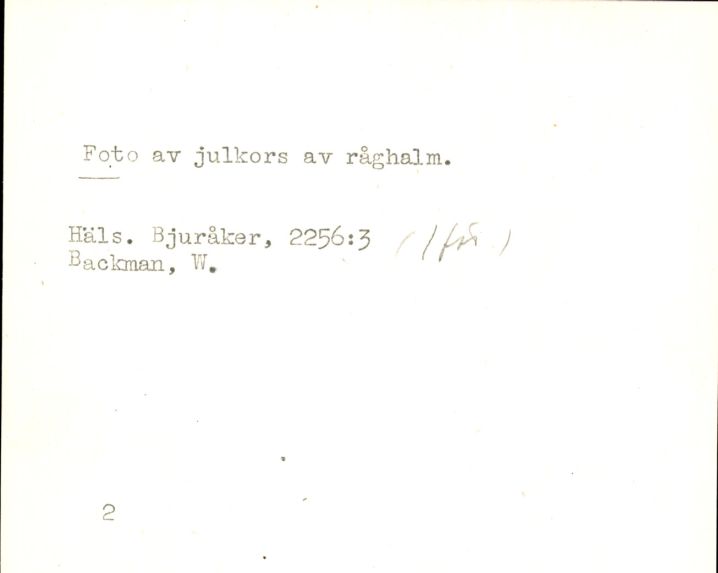 Foto av julkors av råghalm.
Häls. Bjuråker, 2256:3
Backman, W.
2